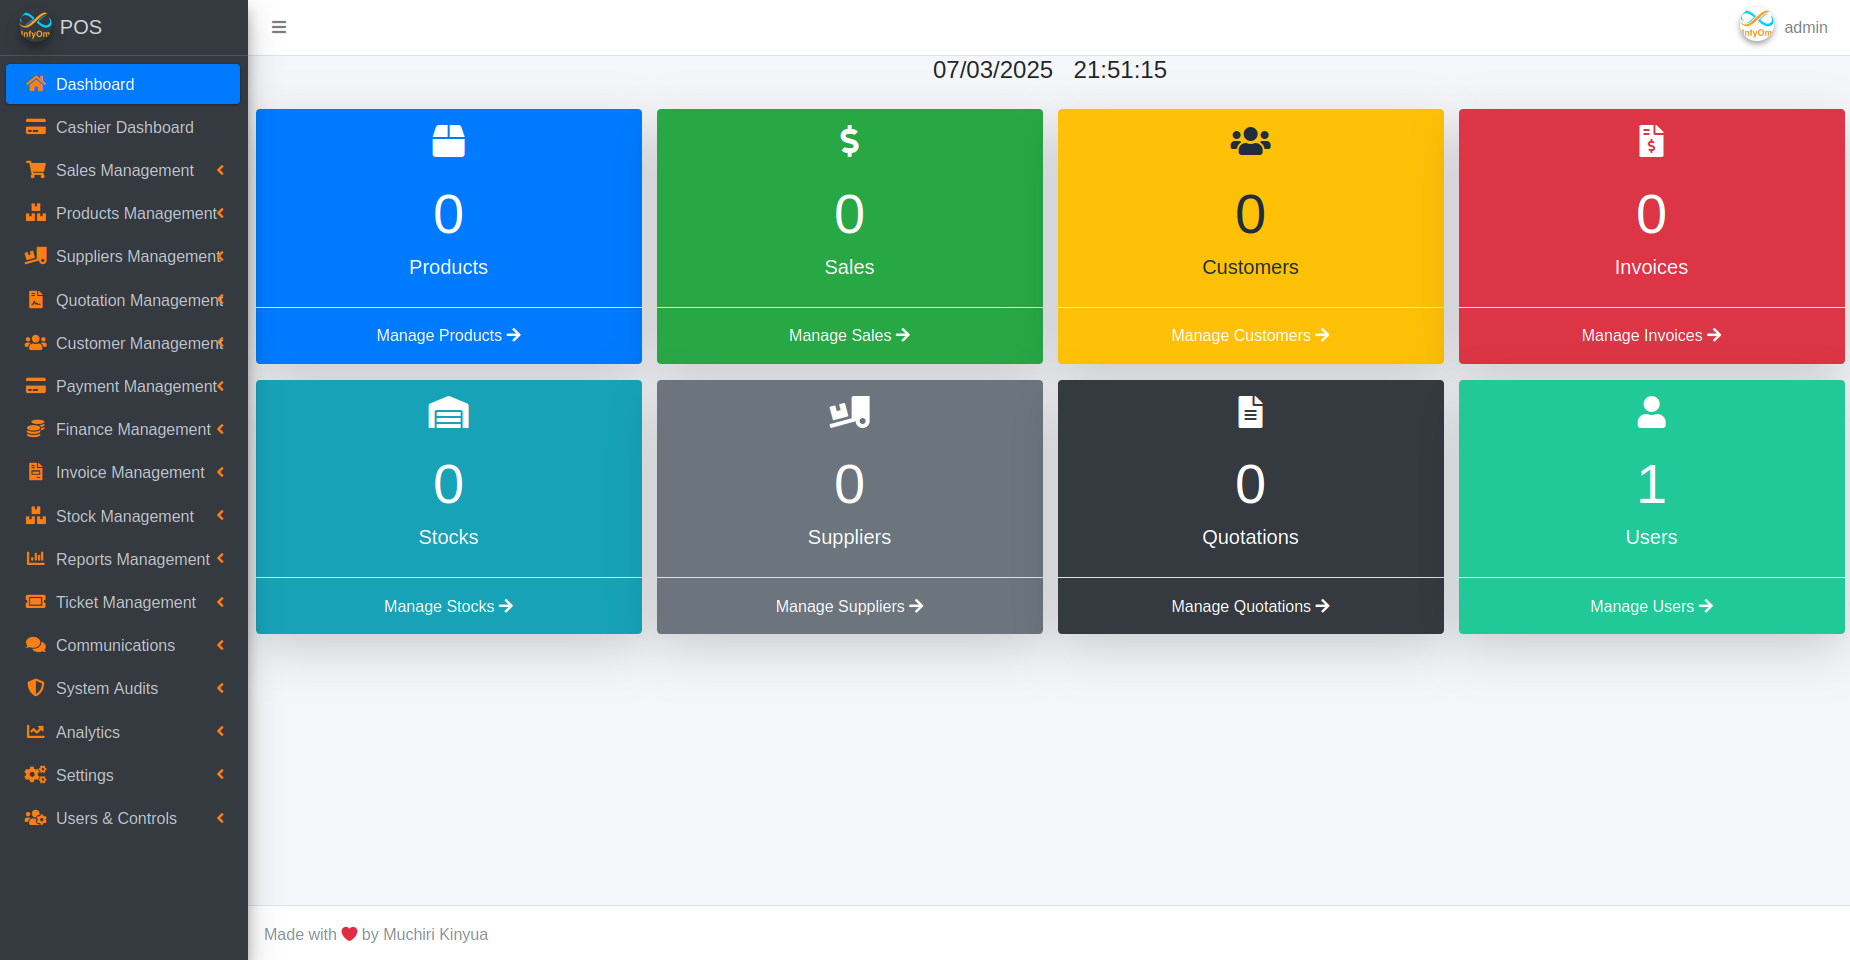 InfyOm
POS
InfyOm
admin
Dashboard
Cashier Dashboard
Sales Management
Products Management
Suppliers Management
Quotation Management
Customer Management
Payment Management
Finance Management
Invoice Management
Stock Management
Reports Management
Ticket Management
Communications
System Audits
Analytics
Settings
Users & Controls
07/03/2025 21:51:15
0
Products
Manage Products
0
Sales
Manage Sales
0
Customers
Manage Customers
0
Invoices
Manage Invoices
0
Stocks
Manage Stocks
0
Suppliers
Manage Suppliers
0
Quotations
Manage Quotations
1
Users
Manage Users
Made with ❤ by Muchiri Kinyua